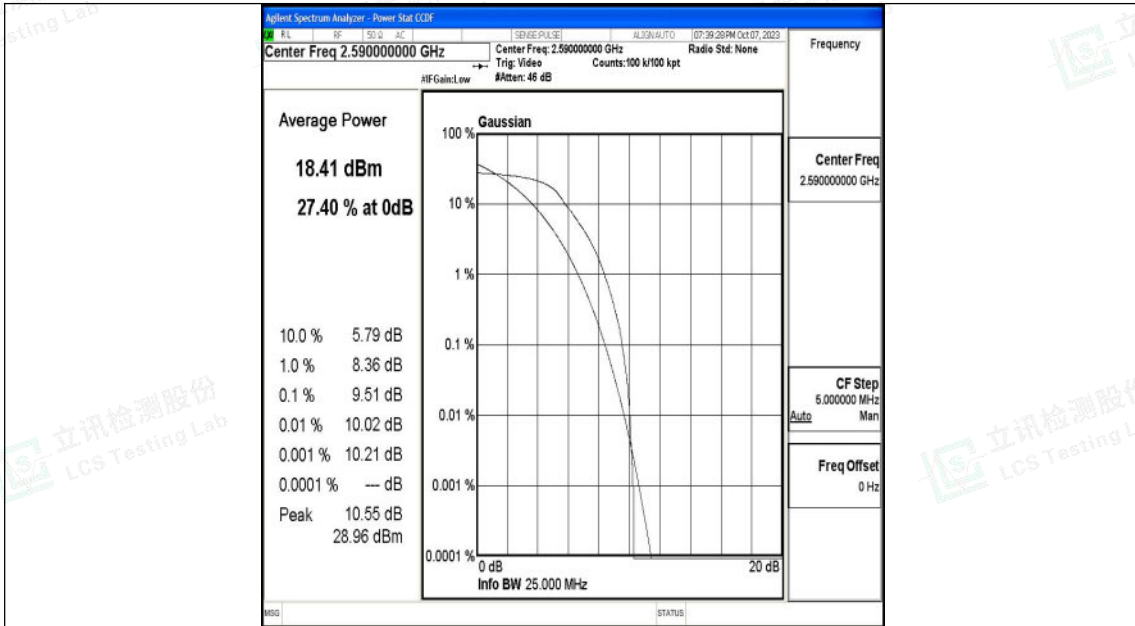 Agilent Spectrum Analyzer - Power Stat CCDF
RL RF 50 Ω AC SENSE:PULSE ALIGNAUTO 07:39:28PM Oct 07, 2023
Center Freq 2.590000000 GHz
Center Freq: 2.590000000 GHz Radio Std: None
Trig: Video Counts:100 k/100 kpt
#IFGain:Low #Atten: 46 dB
Frequency
Average Power
18.41 dBm
27.40 % at 0dB
10.0 % 5.79 dB
1.0 % 8.36 dB
0.1 % 9.51 dB
0.01 % 10.02 dB
0.001 % 10.21 dB
0.0001 % --- dB
Peak 10.55 dB
28.96 dBm
Gaussian
100 %
10 %
1 %
0.1 %
0.01 %
0.001 %
0.0001 %
0 dB 20 dB
Info BW 25.000 MHz
Center Freq
2.590000000 GHz
CF Step
5.000000 MHz
Auto Man
Freq Offset
0 Hz
MSG STATUS
立讯检测股份
LCS Testing Lab
立讯检测股份
LCS Testing L
sting Lab
立
LCS